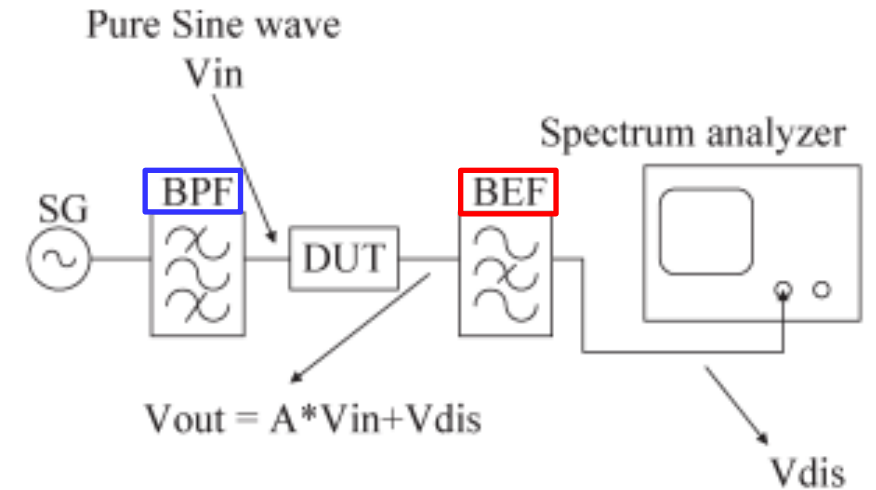 Pure Sine wave
Vin
Spectrum analyzer
BPF
BEF
SG
DUT
Vout = A*Vin+Vdis
Vdis